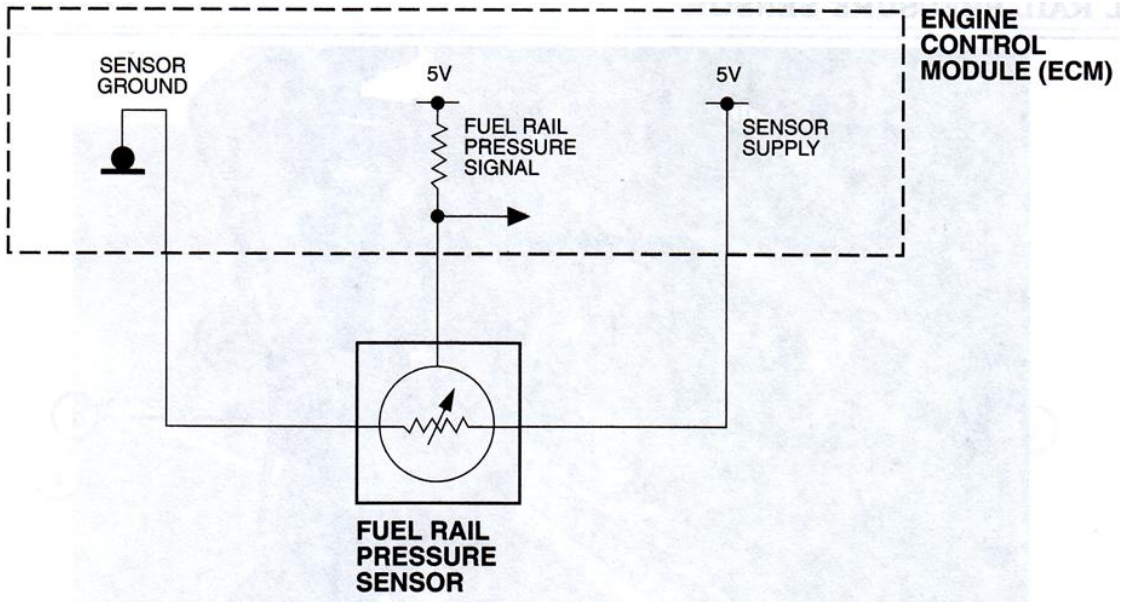 ENGINE
CONTROL
MODULE (ECM)
SENSOR
GROUND
5V
FUEL RAIL
PRESSURE
SIGNAL
5V
SENSOR
SUPPLY
FUEL RAIL
PRESSURE
SENSOR